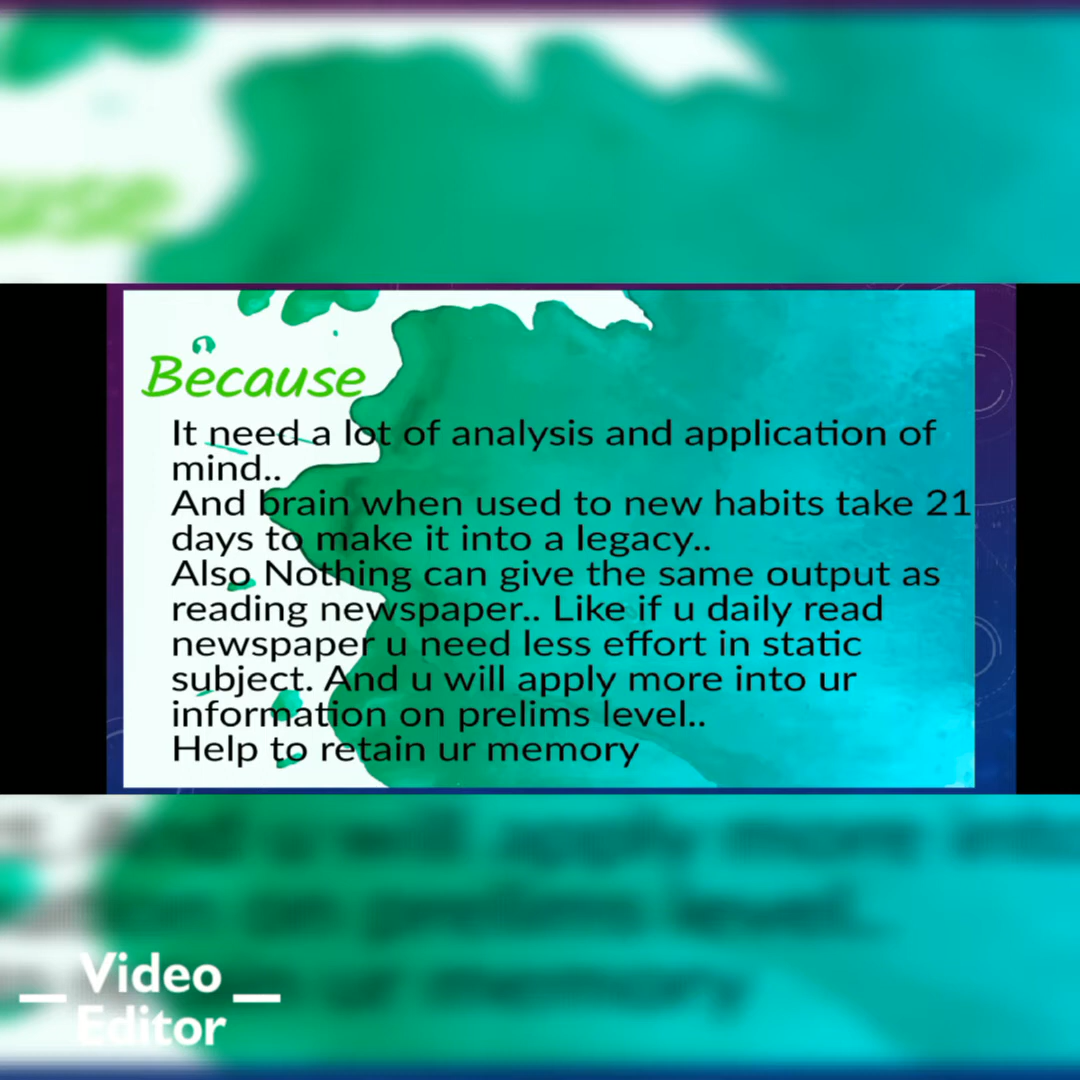 Because
It need a lot of analysis and application of
mind..
And brain when used to new habits take 21
days to make it into a legacy..
Also Nothing can give the same output as
reading newspaper.. Like if u daily read
newspaper u need less effort in static
subject. And u will apply more into ur
information on prelims level..
Help to retain ur memory
Video
Editor